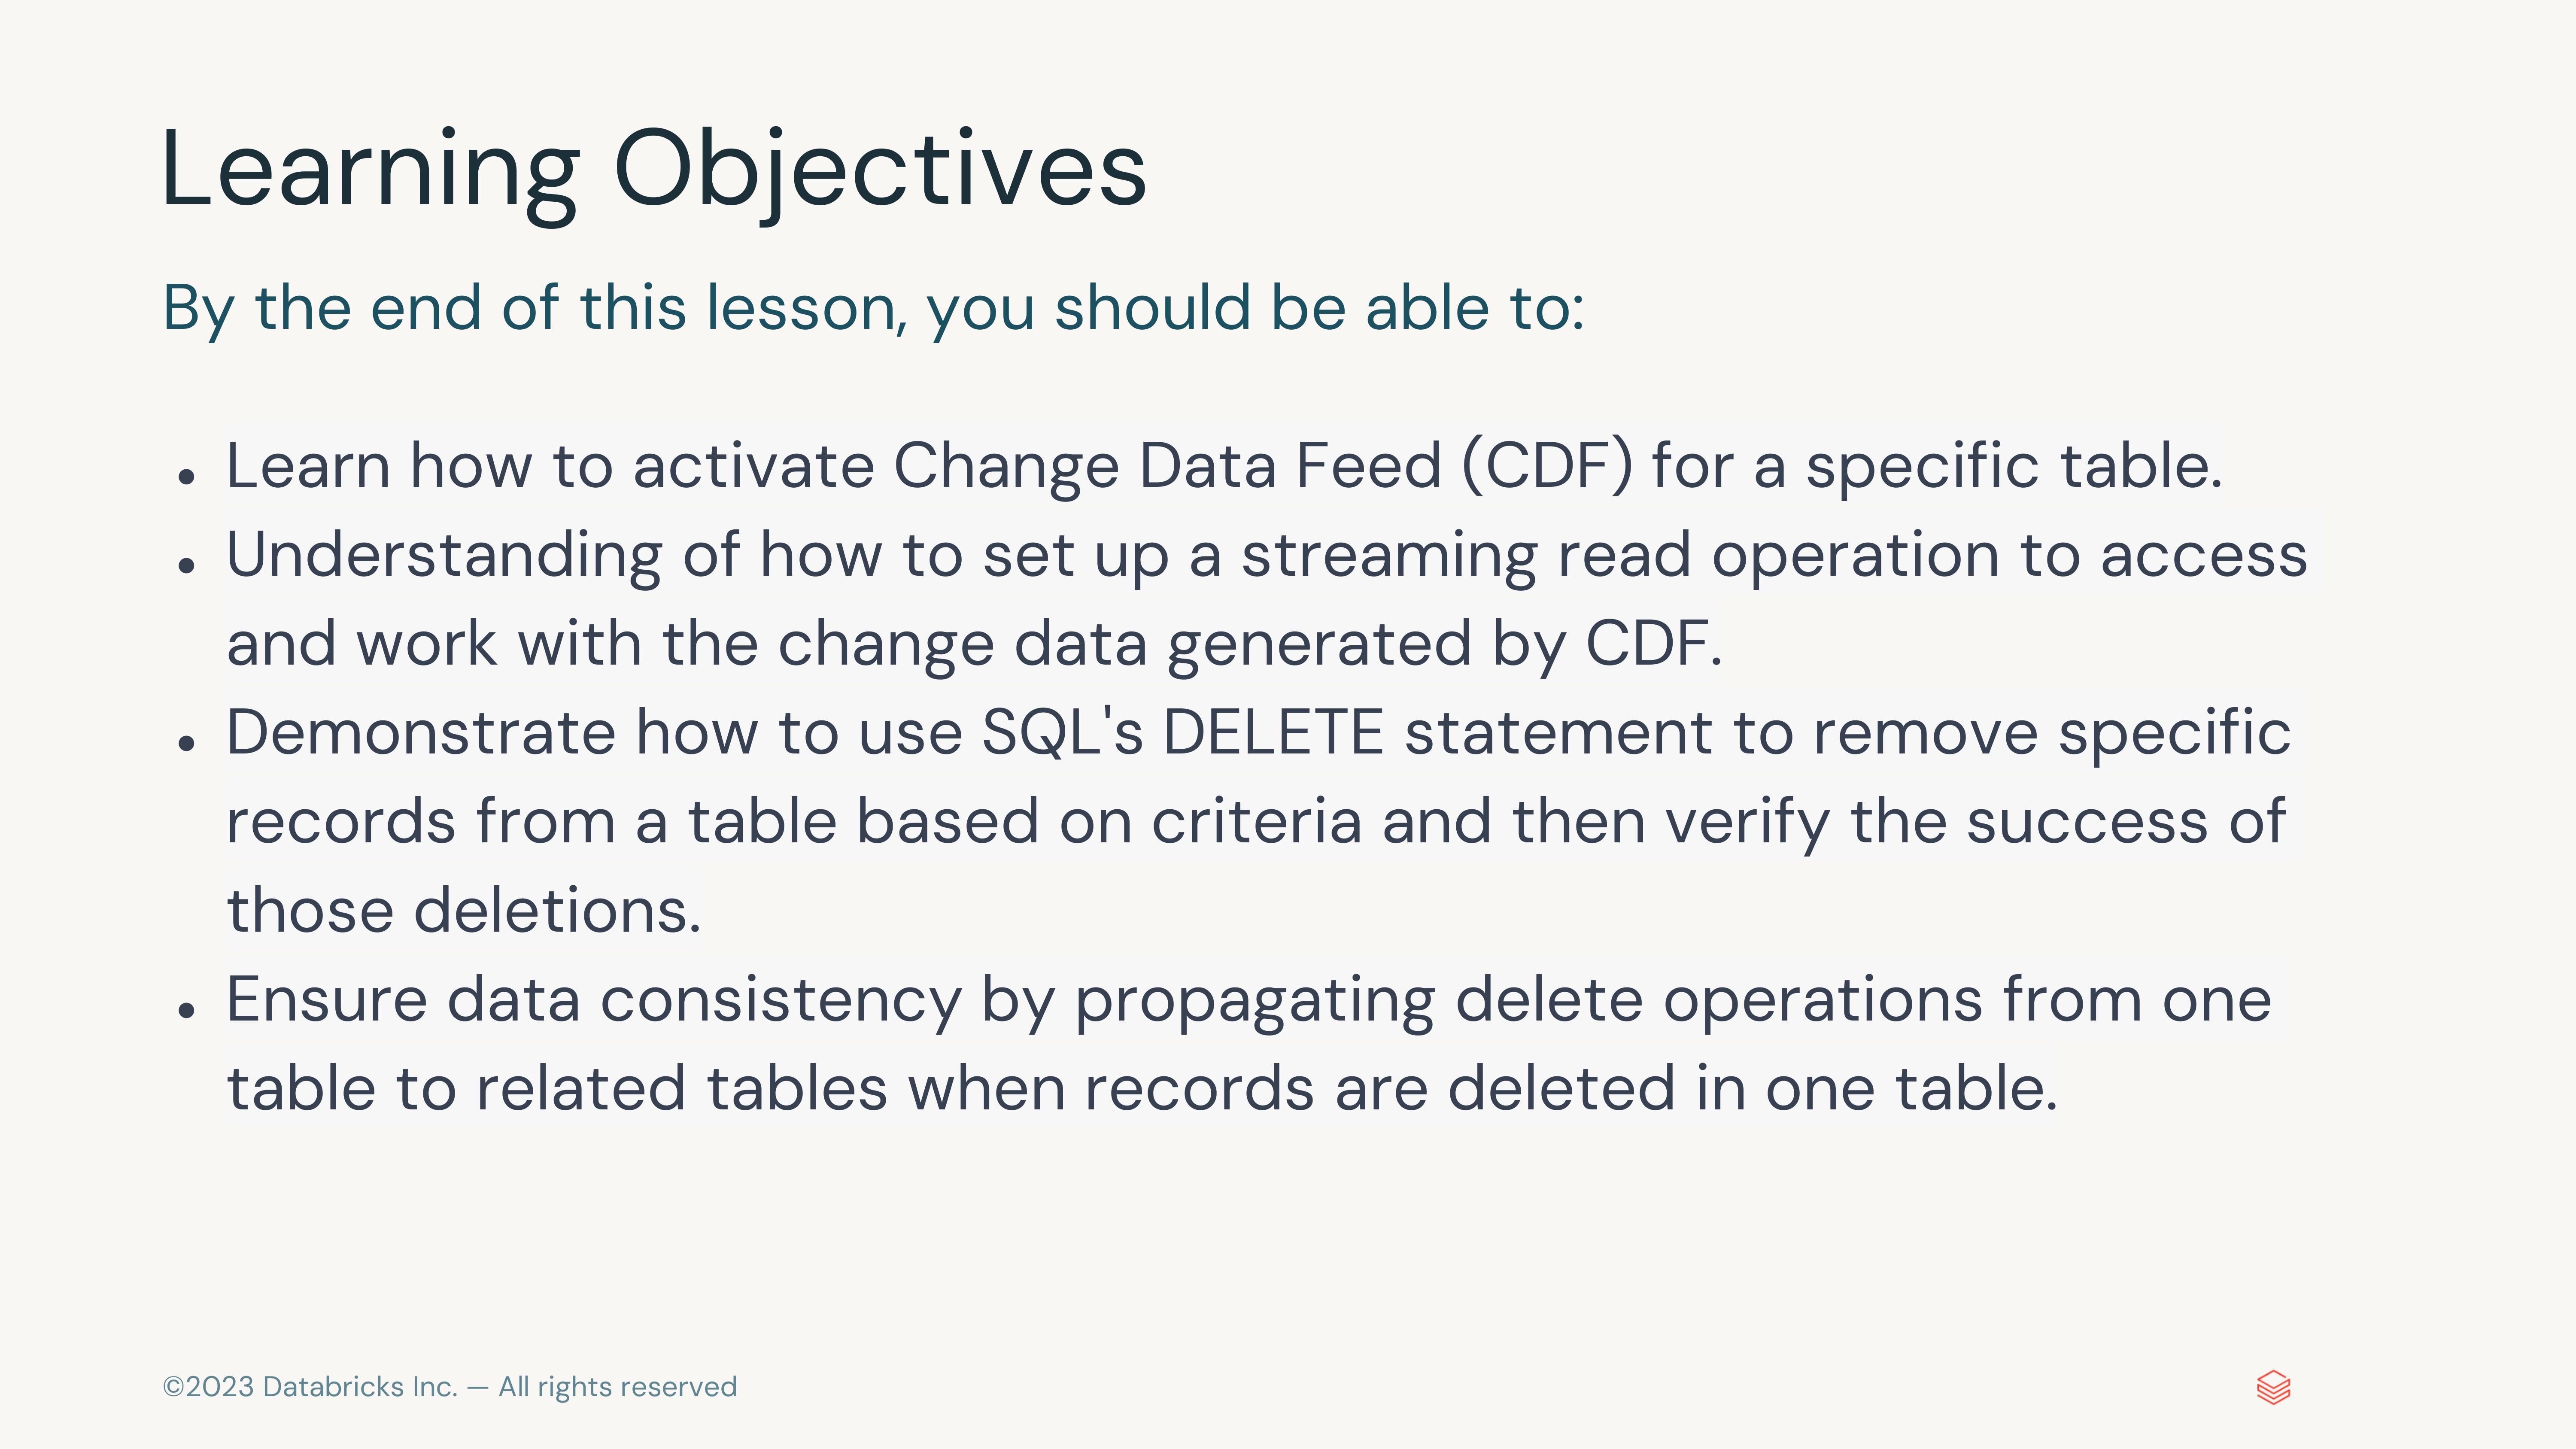 Learning Objectives
By the end of this lesson, you should be able to:
• Learn how to activate Change Data Feed (CDF) for a specific table.
• Understanding of how to set up a streaming read operation to access
and work with the change data generated by CDF.
• Demonstrate how to use SQL's DELETE statement to remove specific
records from a table based on criteria and then verify the success of
those deletions.
• Ensure data consistency by propagating delete operations from one
table to related tables when records are deleted in one table.
©2023 Databricks Inc. — All rights reserved